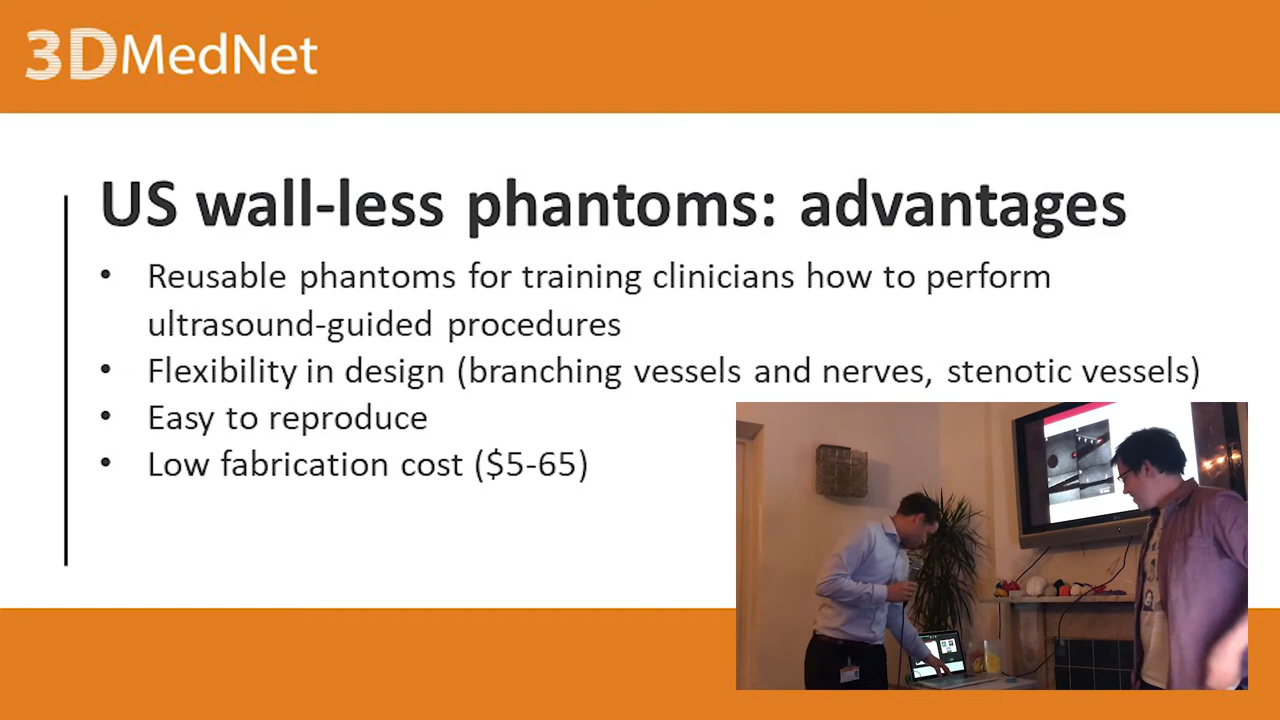 3DMedNet
US wall-less phantoms: advantages
• Reusable phantoms for training clinicians how to perform
ultrasound-guided procedures
• Flexibility in design (branching vessels and nerves, stenotic vessels)
• Easy to reproduce
• Low fabrication cost ($5-65)